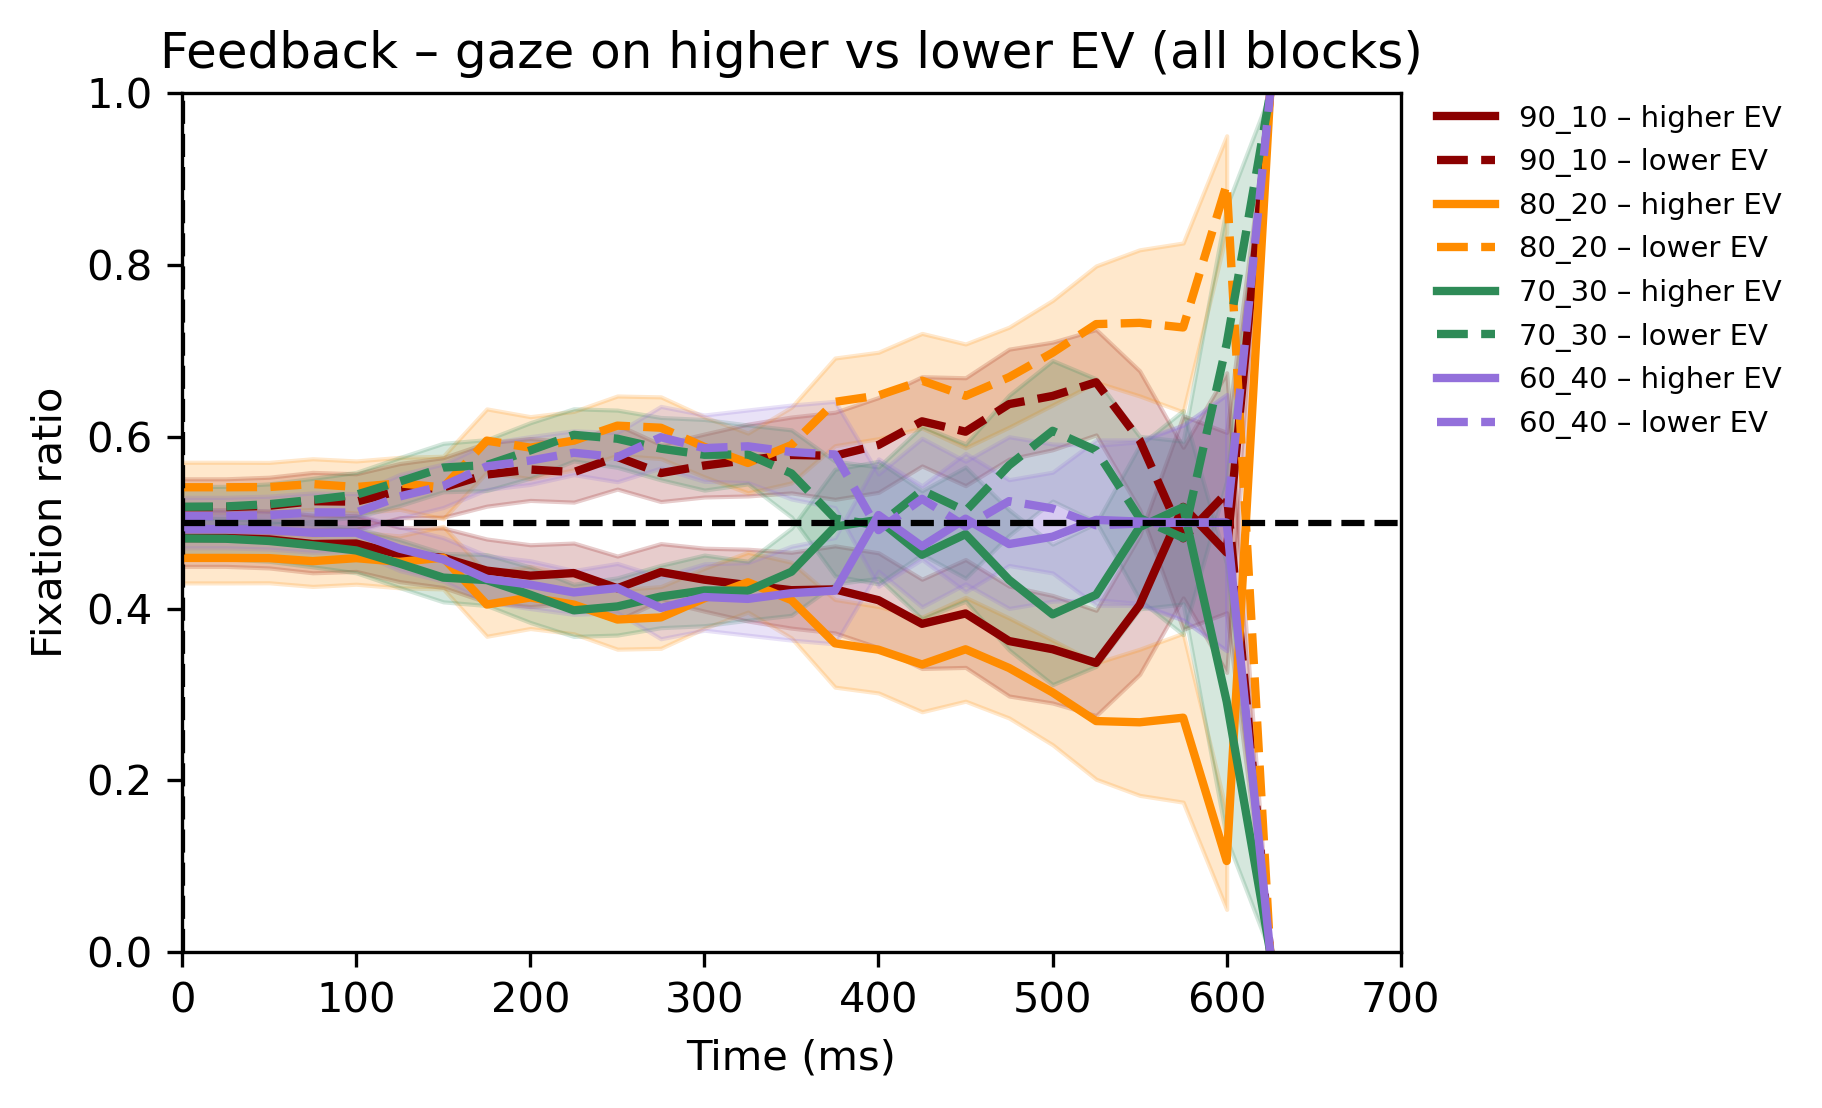 Feedback – gaze on higher vs lower EV (all blocks)
1.0
0.8
0.6
0.4
0.2
0.0
Fixation ratio
0 100 200 300 400 500 600 700
Time (ms)
90_10 – higher EV
90_10 – lower EV
80_20 – higher EV
80_20 – lower EV
70_30 – higher EV
70_30 – lower EV
60_40 – higher EV
60_40 – lower EV